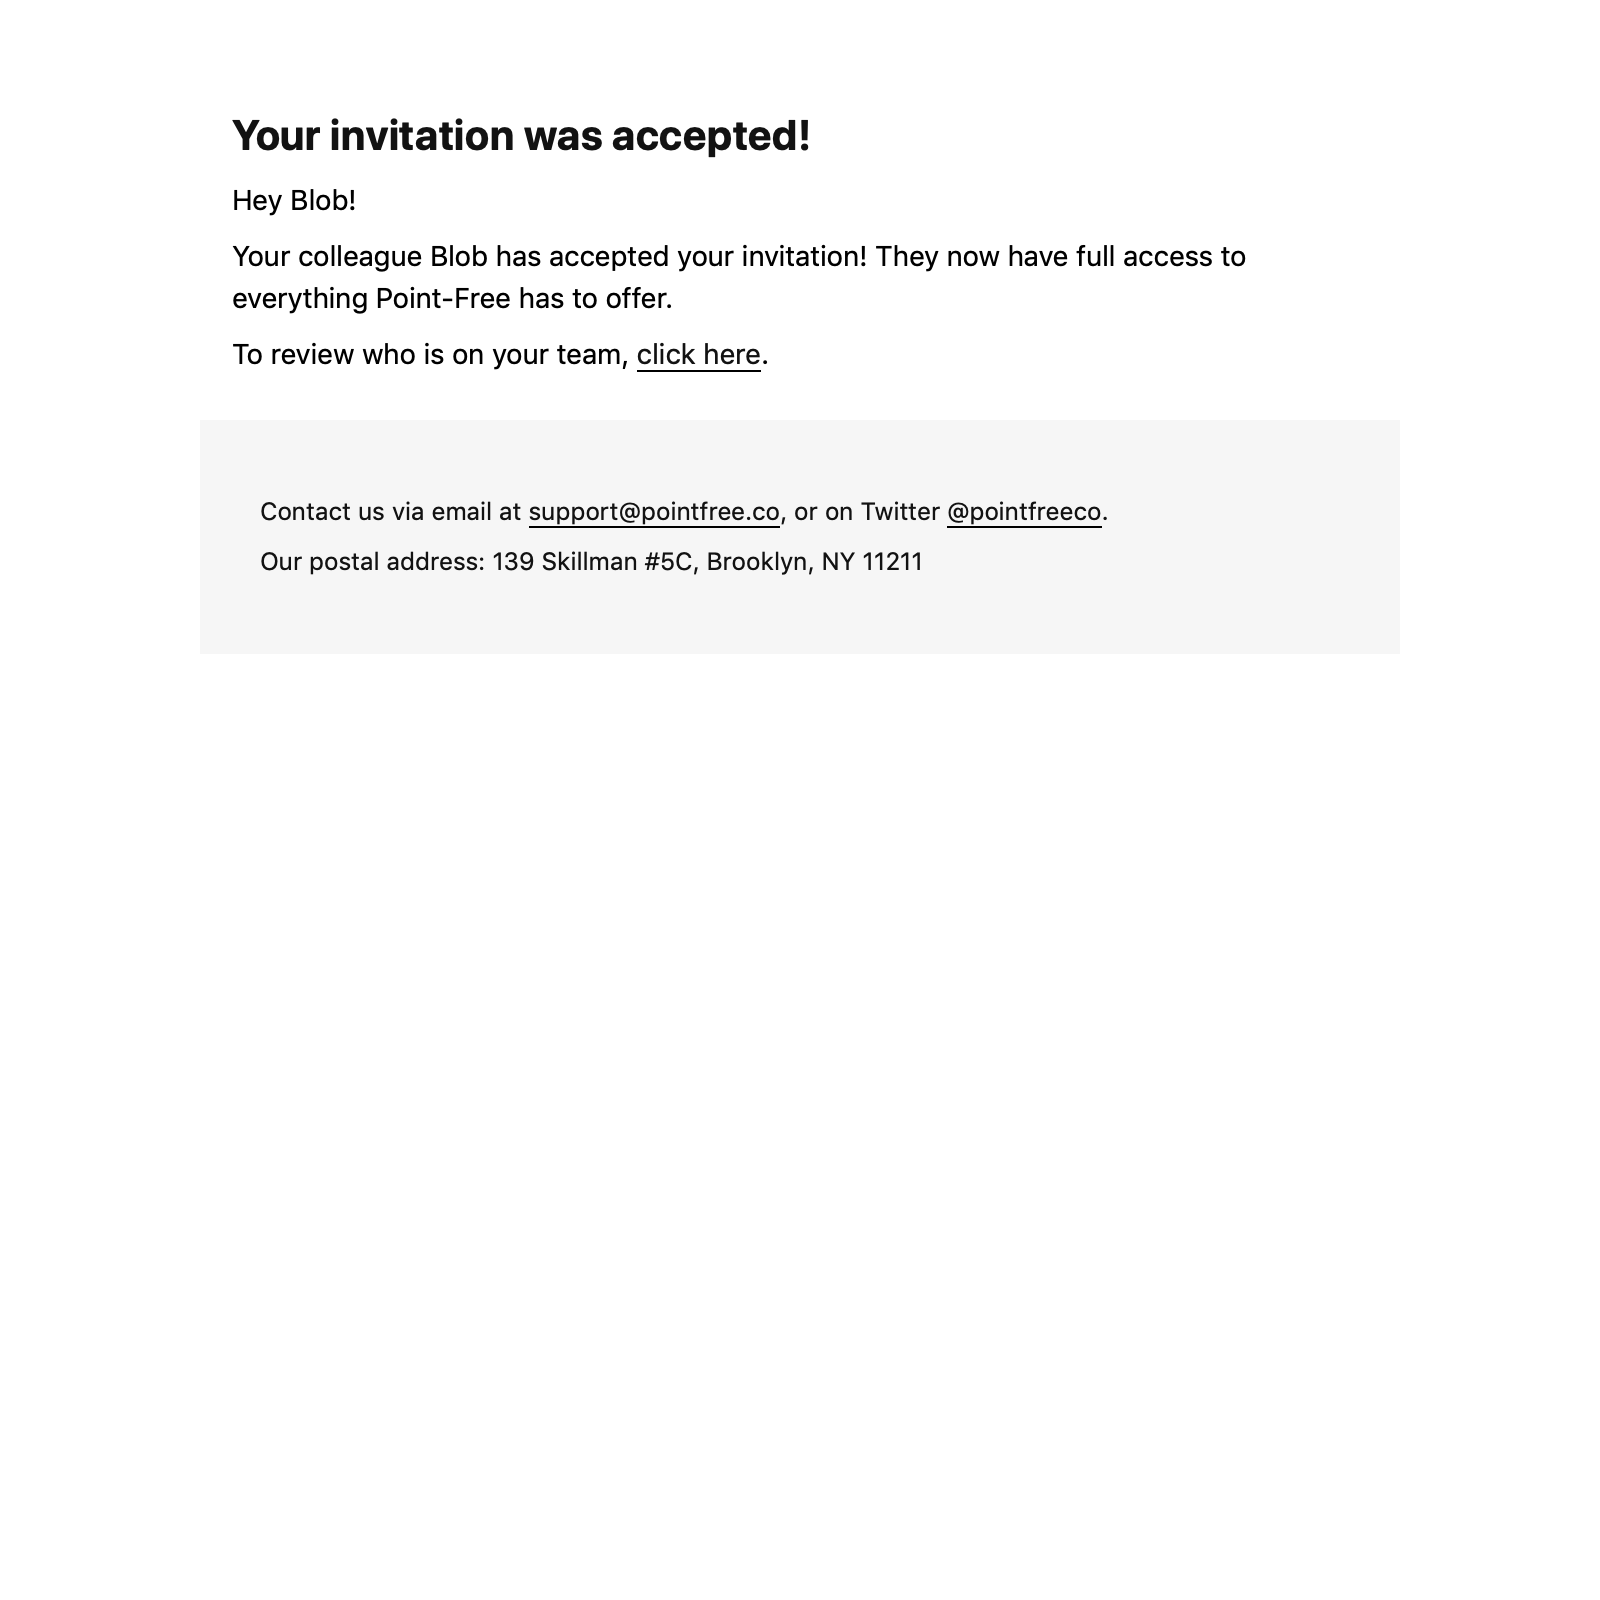 Your invitation was accepted!
Hey Blob!
Your colleague Blob has accepted your invitation! They now have full access to
everything Point-Free has to offer.
To review who is on your team, click here.
Contact us via email at support@pointfree.co, or on Twitter @pointfreeco.
Our postal address: 139 Skillman #5C, Brooklyn, NY 11211